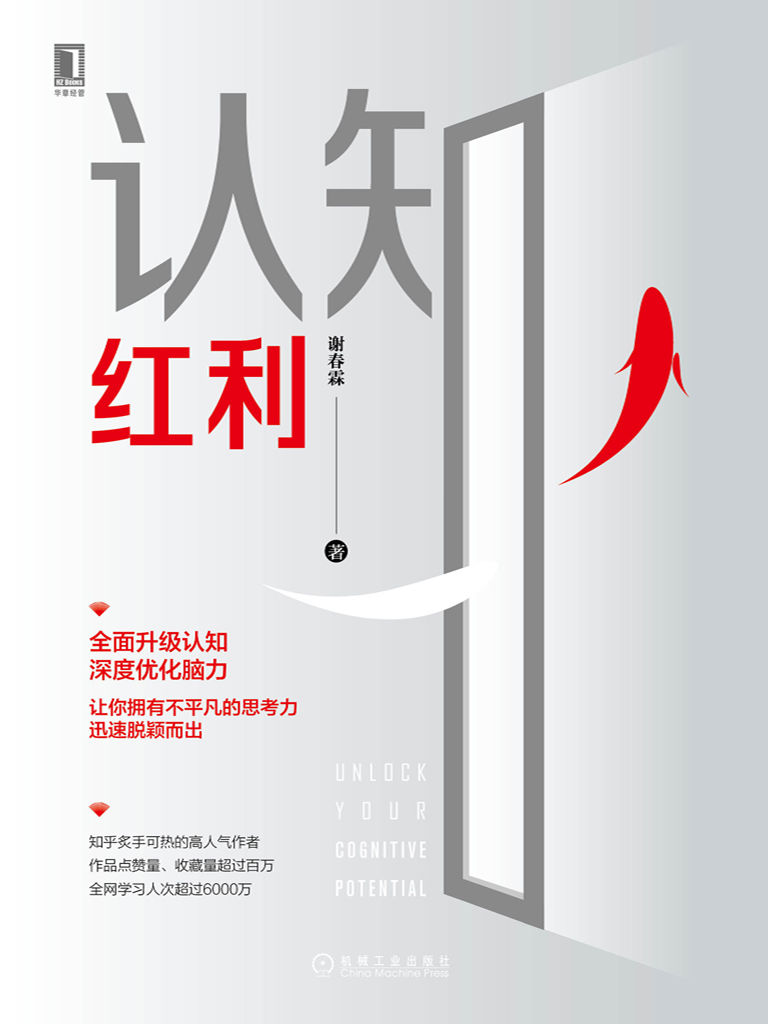 HZ BOOKS
华章经管
认知
红利
谢春霖
著
全面升级认知
深度优化脑力
让你拥有不平凡的思考力
迅速脱颖而出
UNLOCK
YOUR
COGNITIVE
POTENTIAL
知乎炙手可热的高人气作者
作品点赞量、收藏量超过百万
全网学习人次超过6000万
机械工业出版社
China Machine Press